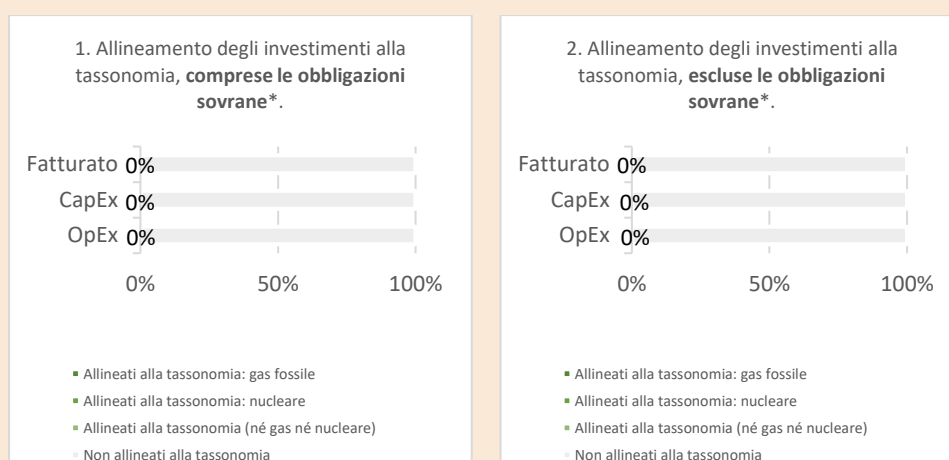 1. Allineamento degli investimenti alla
tassonomia, comprese le obbligazioni
sovrane*.
Fatturato 0%
CapEx 0%
OpEx 0%
0% 50% 100%
Allineati alla tassonomia: gas fossile
Allineati alla tassonomia: nucleare
Allineati alla tassonomia (né gas né nucleare)
Non allineati alla tassonomia
2. Allineamento degli investimenti alla
tassonomia, escluse le obbligazioni
sovrane*.
Fatturato 0%
CapEx 0%
OpEx 0%
0% 50% 100%
Allineati alla tassonomia: gas fossile
Allineati alla tassonomia: nucleare
Allineati alla tassonomia (né gas né nucleare)
Non allineati alla tassonomia